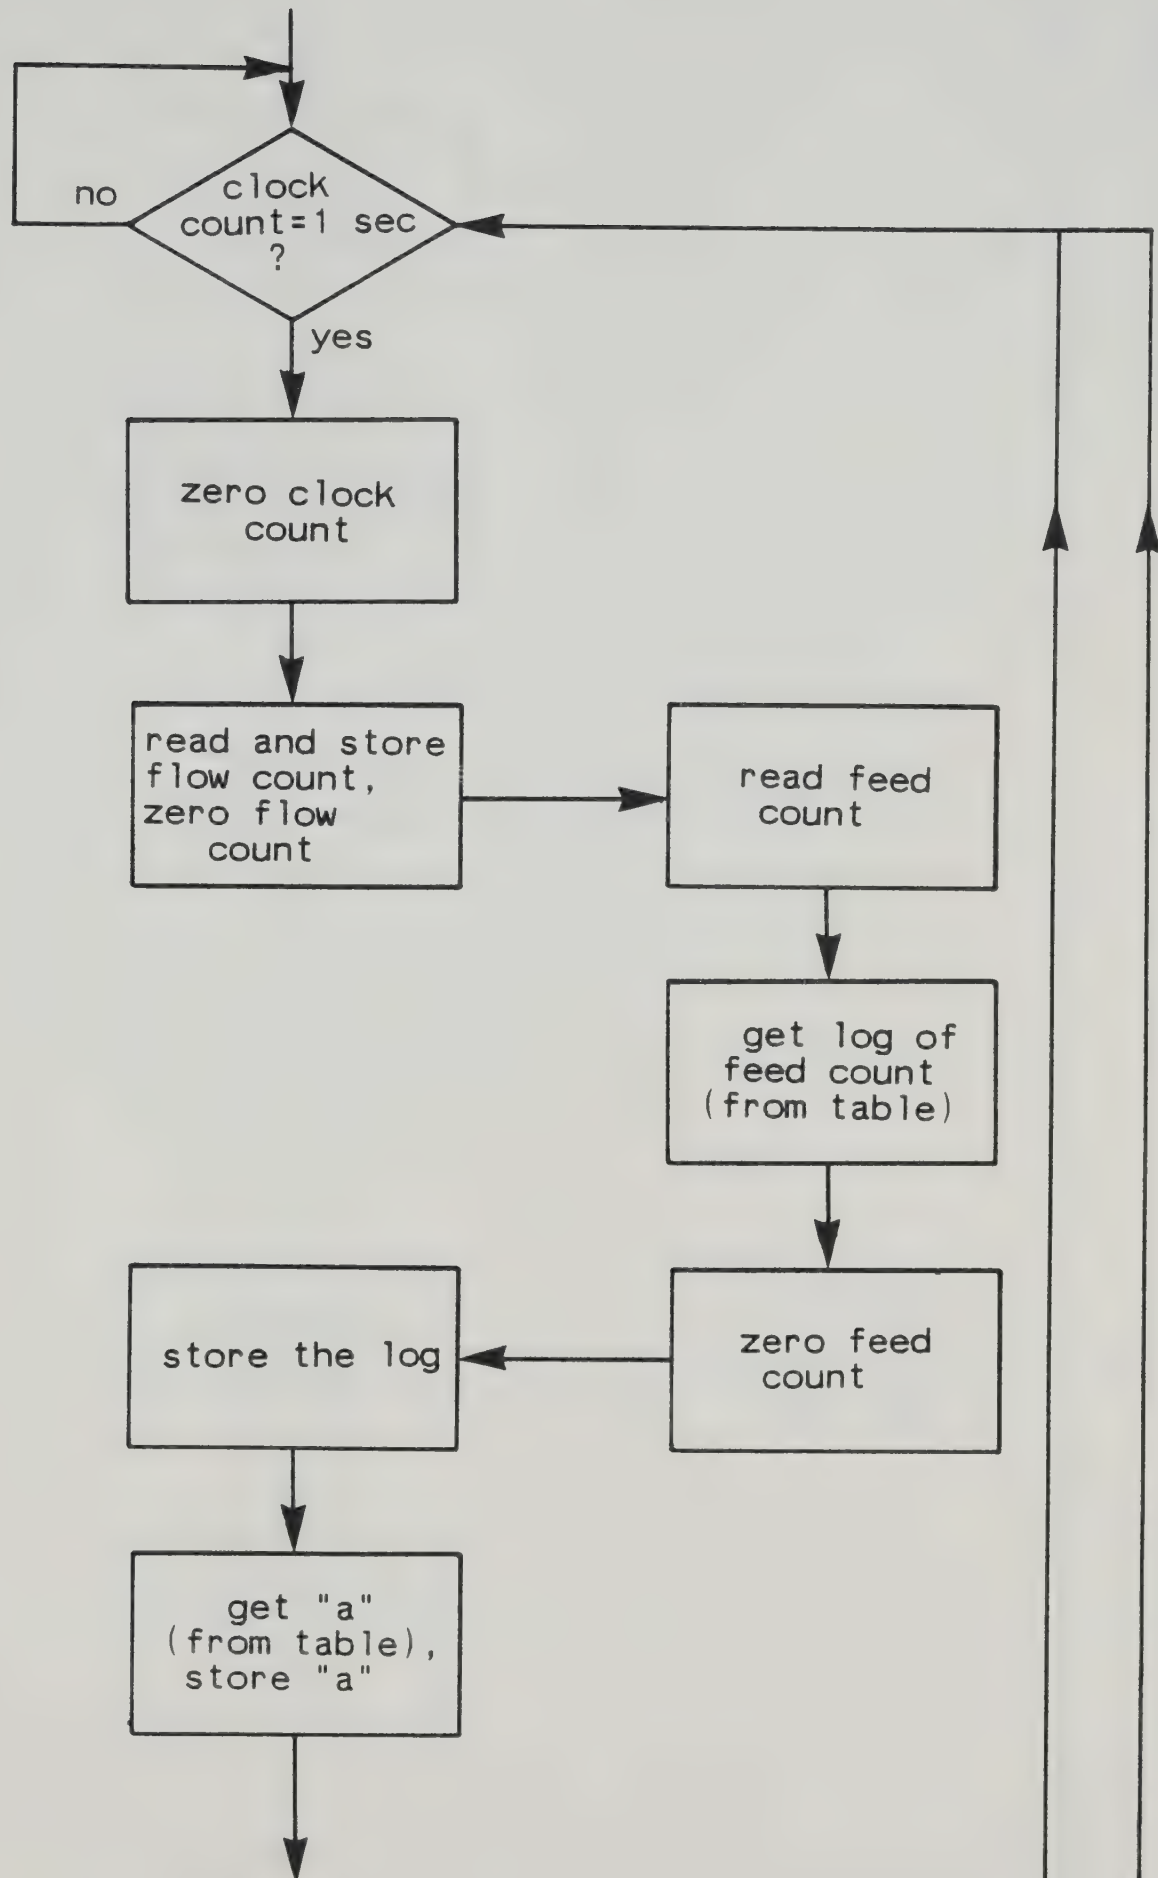 clock
count=1 sec
?
no
yes
zero clock
count
read and store
flow count,
zero flow
count
read feed
count
get log of
feed count
(from table)
zero feed
count
store the log
get "a"
(from table),
store "a"